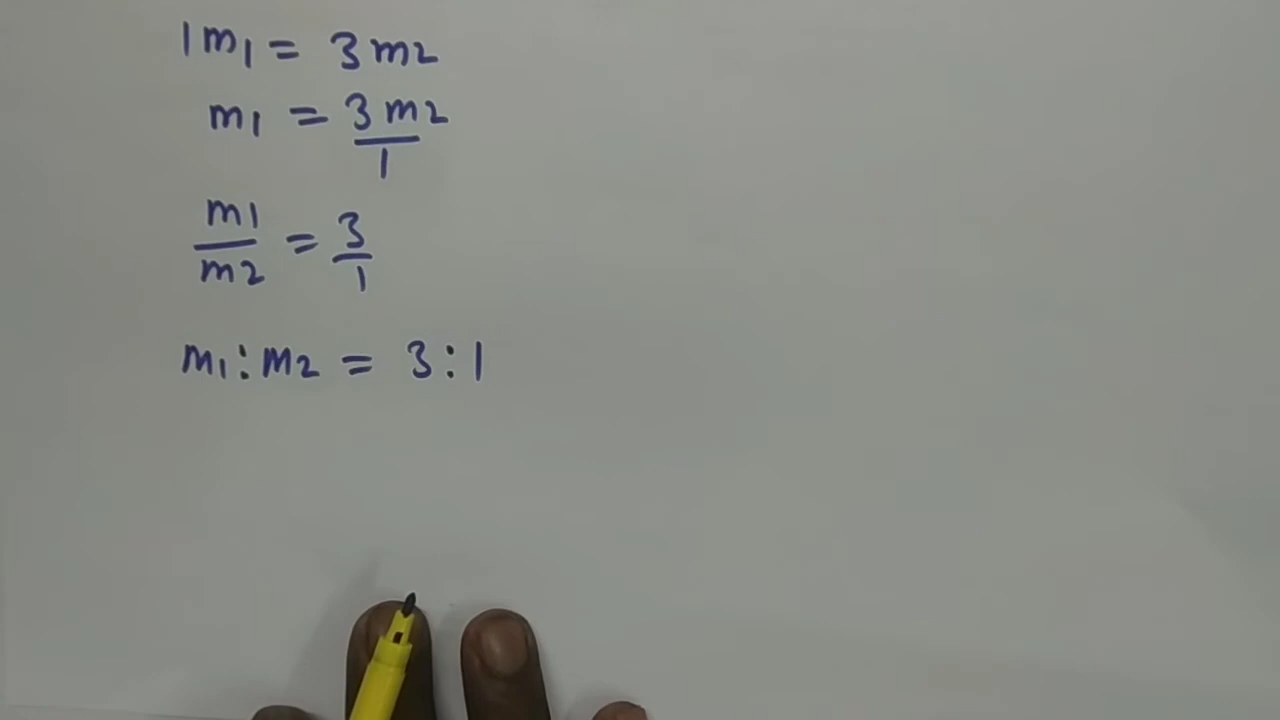 1m1 = 3m2
m1 = 3m2/1
m1/m2 = 3/1
m1:m2 = 3:1